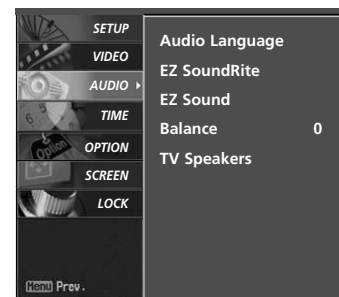 SETUP
VIDEO
AUDIO
TIME
OPTION
SCREEN
LOCK
Menu Prev.
Audio Language
EZ SoundRite
EZ Sound
Balance 0
TV Speakers